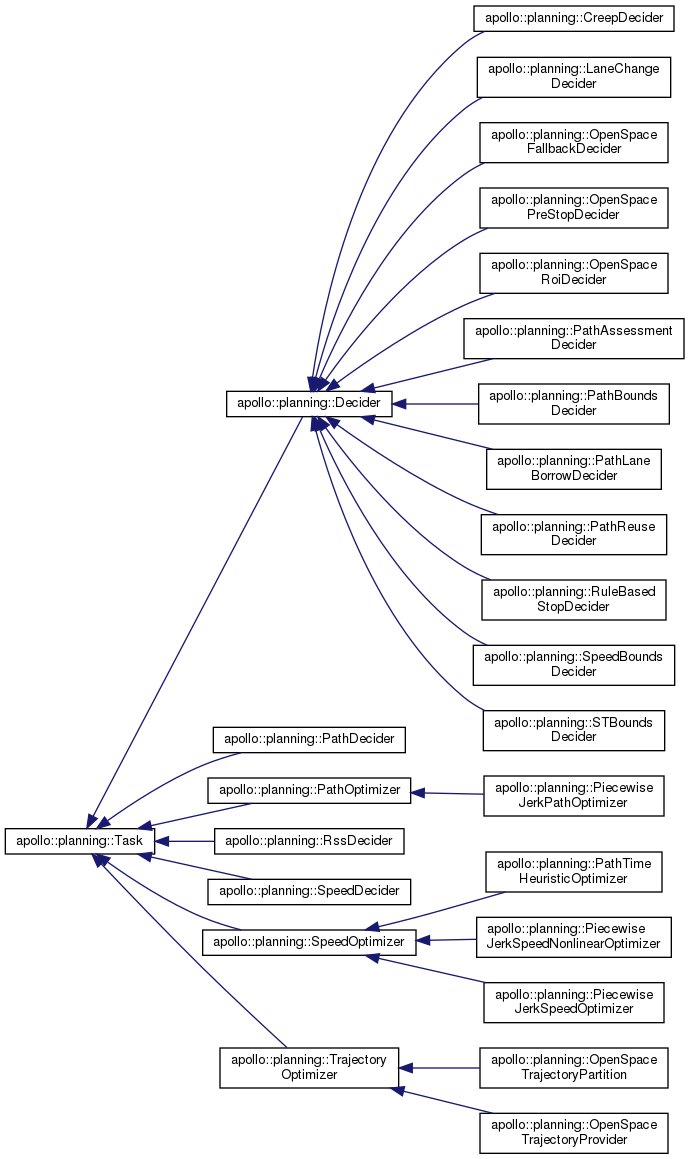 apollo::planning::CreepDecider
apollo::planning::LaneChange
Decider
apollo::planning::OpenSpace
FallbackDecider
apollo::planning::OpenSpace
PreStopDecider
apollo::planning::OpenSpace
RoiDecider
apollo::planning::PathAssessment
Decider
apollo::planning::Decider
apollo::planning::PathBounds
Decider
apollo::planning::PathLane
BorrowDecider
apollo::planning::PathReuse
Decider
apollo::planning::RuleBased
StopDecider
apollo::planning::SpeedBounds
Decider
apollo::planning::STBounds
Decider
apollo::planning::PathDecider
apollo::planning::PathOptimizer
apollo::planning::Piecewise
JerkPathOptimizer
apollo::planning::Task
apollo::planning::RssDecider
apollo::planning::SpeedDecider
apollo::planning::PathTime
HeuristicOptimizer
apollo::planning::SpeedOptimizer
apollo::planning::Piecewise
JerkSpeedNonlinearOptimizer
apollo::planning::Piecewise
JerkSpeedOptimizer
apollo::planning::Trajectory
Optimizer
apollo::planning::OpenSpace
TrajectoryPartition
apollo::planning::OpenSpace
TrajectoryProvider